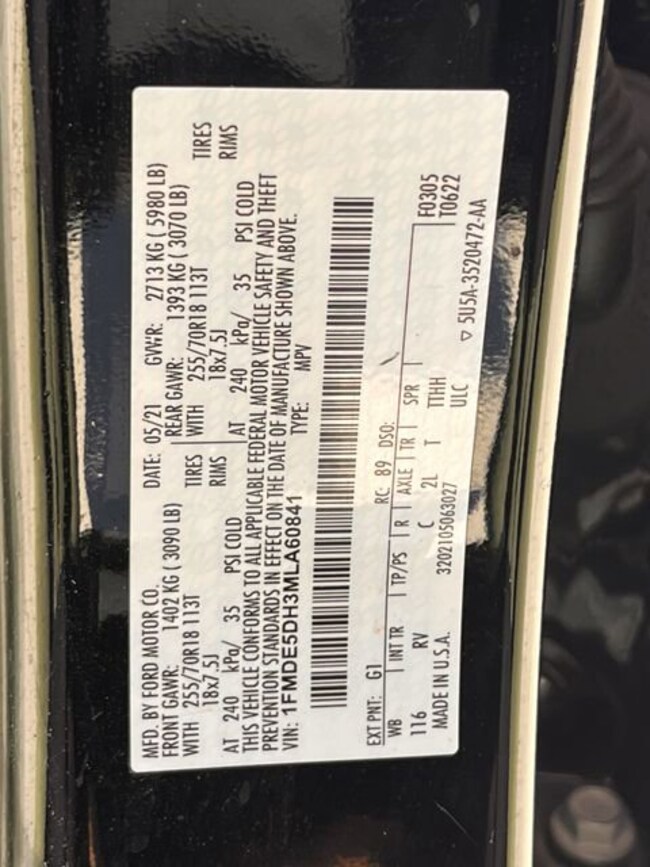 MFD. BY FORD MOTOR CO.
DATE: 05/21 GVWR: 2713 KG ( 5980 LB)
FRONT GAWR: 1402 KG ( 3090 LB) REAR GAWR: 1393 KG ( 3070 LB)
WITH 255/70R18 113T TIRES WITH 255/70R18 113T TIRES
18x7.5J RIMS 18x7.5J RIMS
AT 240 kPa/ 35 PSI COLD AT 240 kPa/ 35 PSI COLD
THIS VEHICLE CONFORMS TO ALL APPLICABLE FEDERAL MOTOR VEHICLE SAFETY AND THEFT
PREVENTION STANDARDS IN EFFECT ON THE DATE OF MANUFACTURE SHOWN ABOVE.
VIN: 1FMDE5DH3MLA60841 TYPE: MPV
EXT PNT: G1 RC: 89 DSO: F0305
WB INT TR TP/PS R AXLE TR SPR T0622
116 RV C 2L T TTHH
MADE IN U.S.A. 3202105063027 ULC ▽ 5U5A-3520472-AA